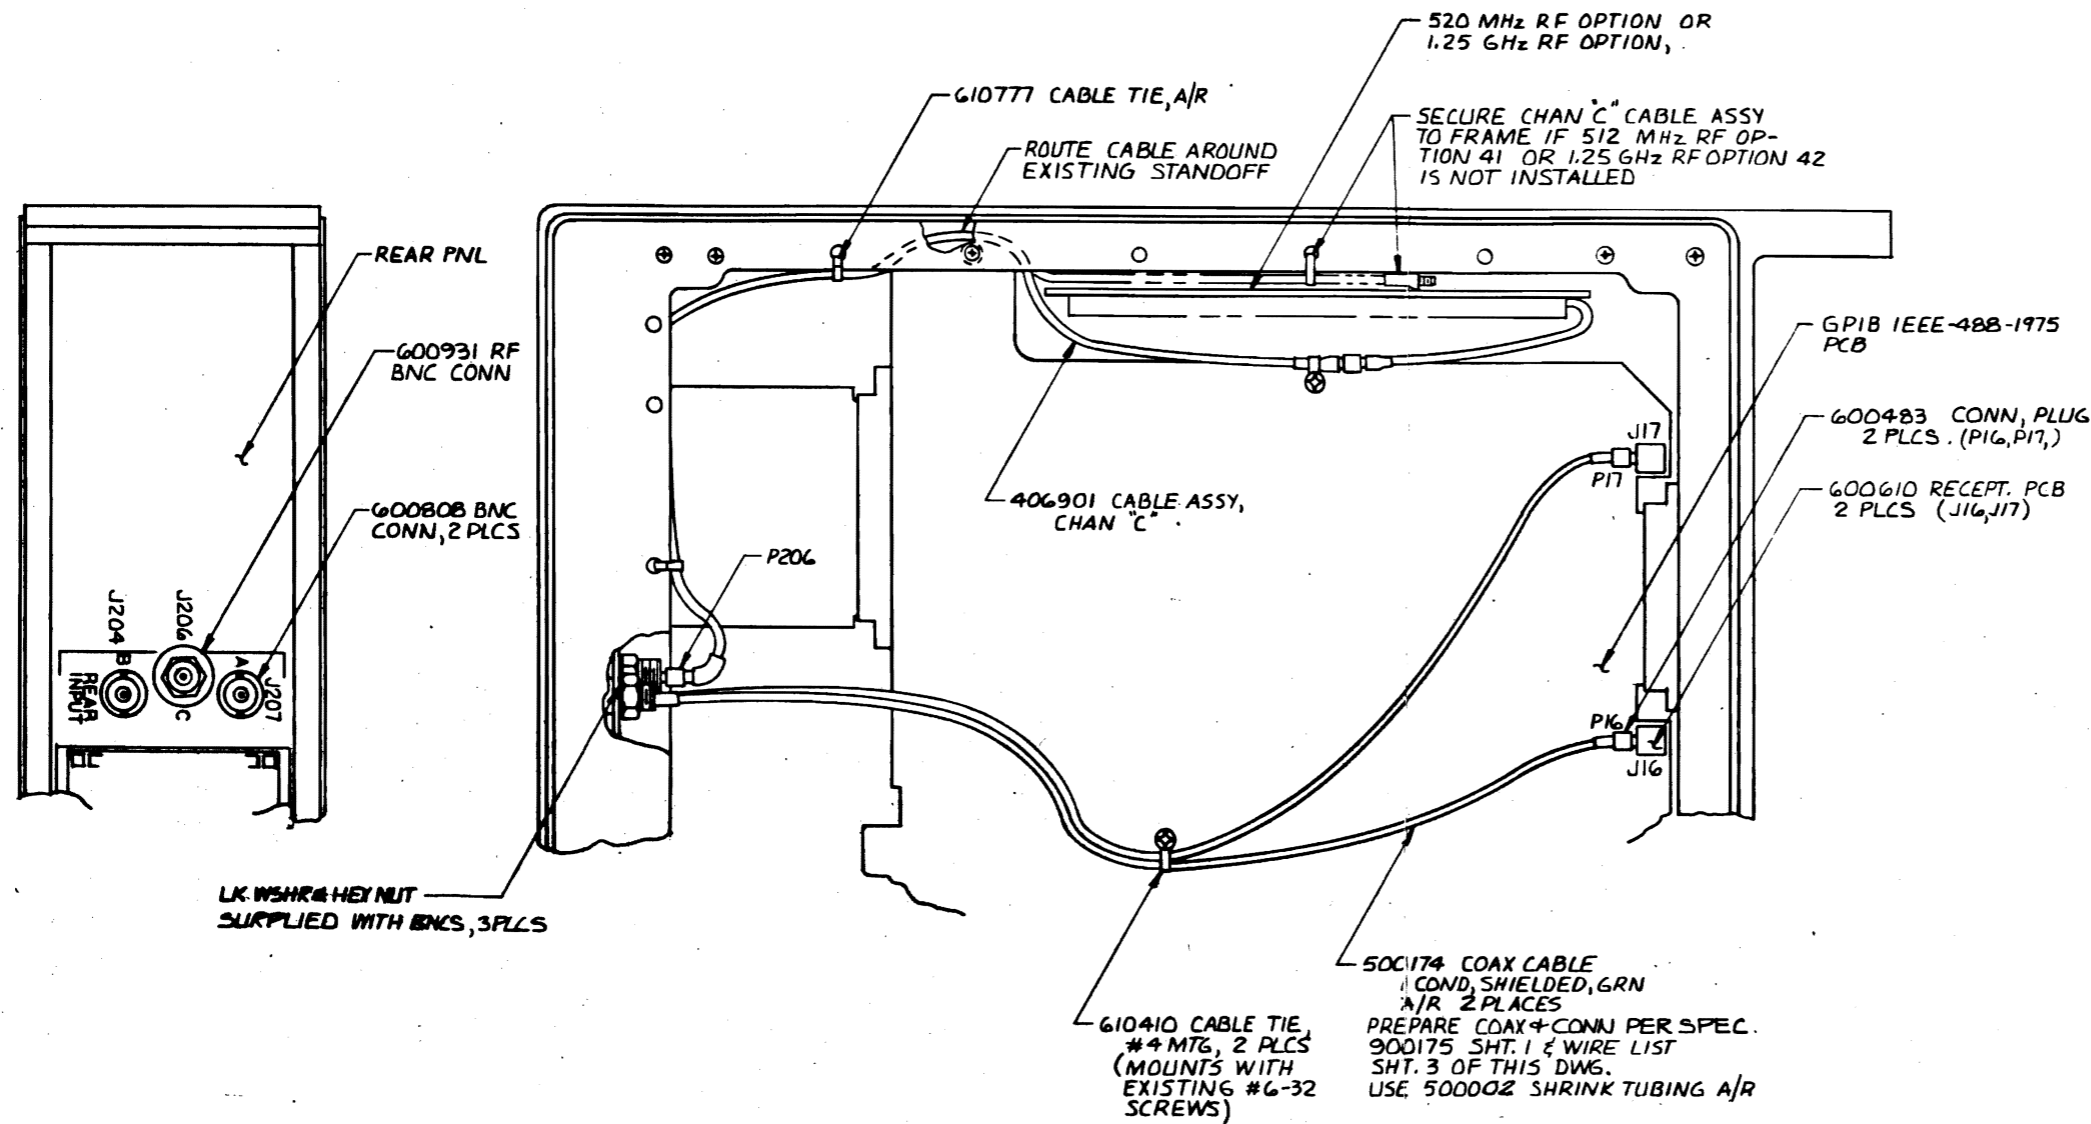 520 MHz RF OPTION OR
1.25 GHz RF OPTION,
610777 CABLE TIE, A/R
SECURE CHAN "C" CABLE ASSY
TO FRAME IF 512 MHz RF OP-
TION 41 OR 1.25 GHz RF OPTION 42
IS NOT INSTALLED
ROUTE CABLE AROUND
EXISTING STANDOFF
REAR PNL
600931 RF
BNC CONN
600808 BNC
CONN, 2 PLCS
J204
J206
J207
B
A
C
REAR
INPUT
GPIB IEEE-488-1975
PCB
600483 CONN, PLUG
2 PLCS. (P16, P17,)
600610 RECEPT. PCB
2 PLCS (J16, J17)
J17
P17
406901 CABLE ASSY,
CHAN "C"
P206
P16
J16
LK WSHR & HEX NUT
SUPPLIED WITH BNCS, 3 PLCS
610410 CABLE TIE,
#4 MTG, 2 PLCS
(MOUNTS WITH
EXISTING #6-32
SCREWS)
500174 COAX CABLE
1 COND, SHIELDED, GRN
A/R 2 PLACES
PREPARE COAX & CONN PER SPEC.
900175 SHT. 1 & WIRE LIST
SHT. 3 OF THIS DWG.
USE 500002 SHRINK TUBING A/R